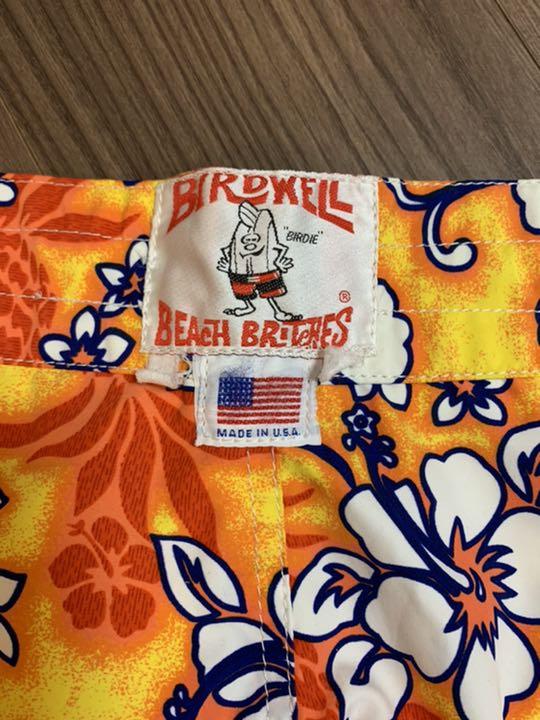 BIRDWELL
"BIRDIE"
®
BEACH BRITCHES
MADE IN U.S.A.